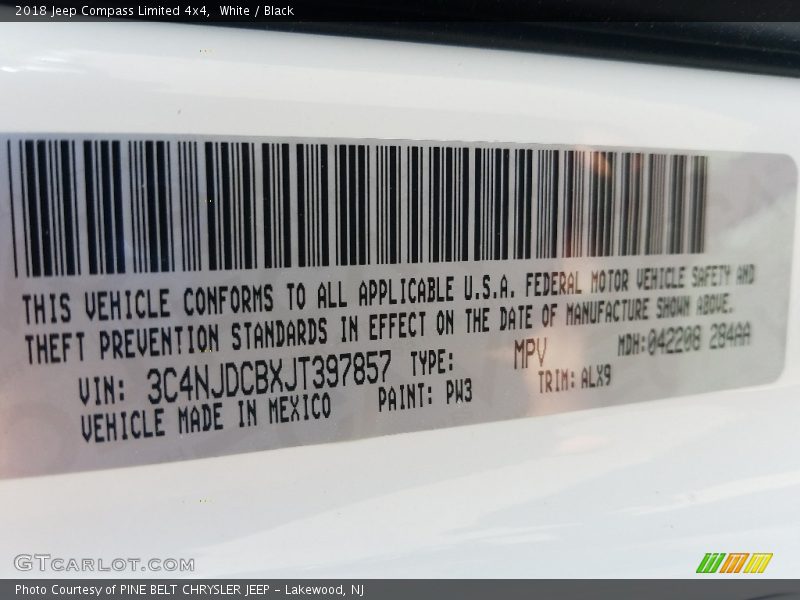 2018 Jeep Compass Limited 4x4, White / Black
THIS VEHICLE CONFORMS TO ALL APPLICABLE U.S.A. FEDERAL MOTOR VEHICLE SAFETY AND
THEFT PREVENTION STANDARDS IN EFFECT ON THE DATE OF MANUFACTURE SHOWN ABOVE.
VIN: 3C4NJDCBXJT397857 TYPE: MPV MDH:042208 284AA
VEHICLE MADE IN MEXICO PAINT: PW3 TRIM: ALX9
GTCARLOT.COM
Photo Courtesy of PINE BELT CHRYSLER JEEP - Lakewood, NJ